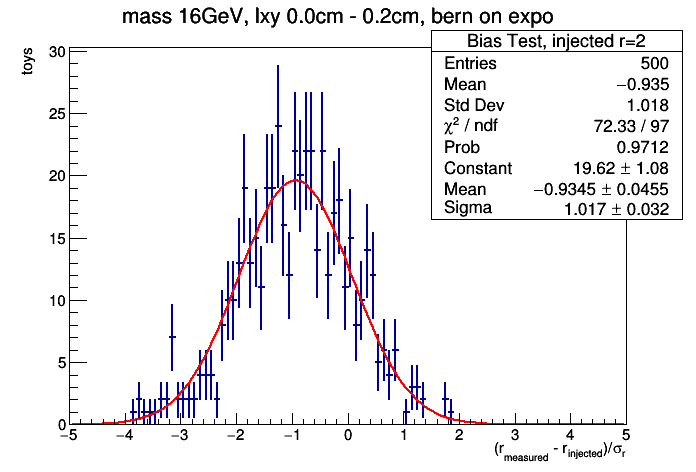 mass 16GeV, lxy 0.0cm - 0.2cm, bern on expo
Bias Test, injected r=2
Entries 500
Mean −0.935
Std Dev 1.018
χ² / ndf 72.33 / 97
Prob 0.9712
Constant 19.62 ± 1.08
Mean −0.9345 ± 0.0455
Sigma 1.017 ± 0.032
toys
30
25
20
15
10
5
0
−5 −4 −3 −2 −1 0 1 2 3 4 5
(r_measured - r_injected)/σ_r